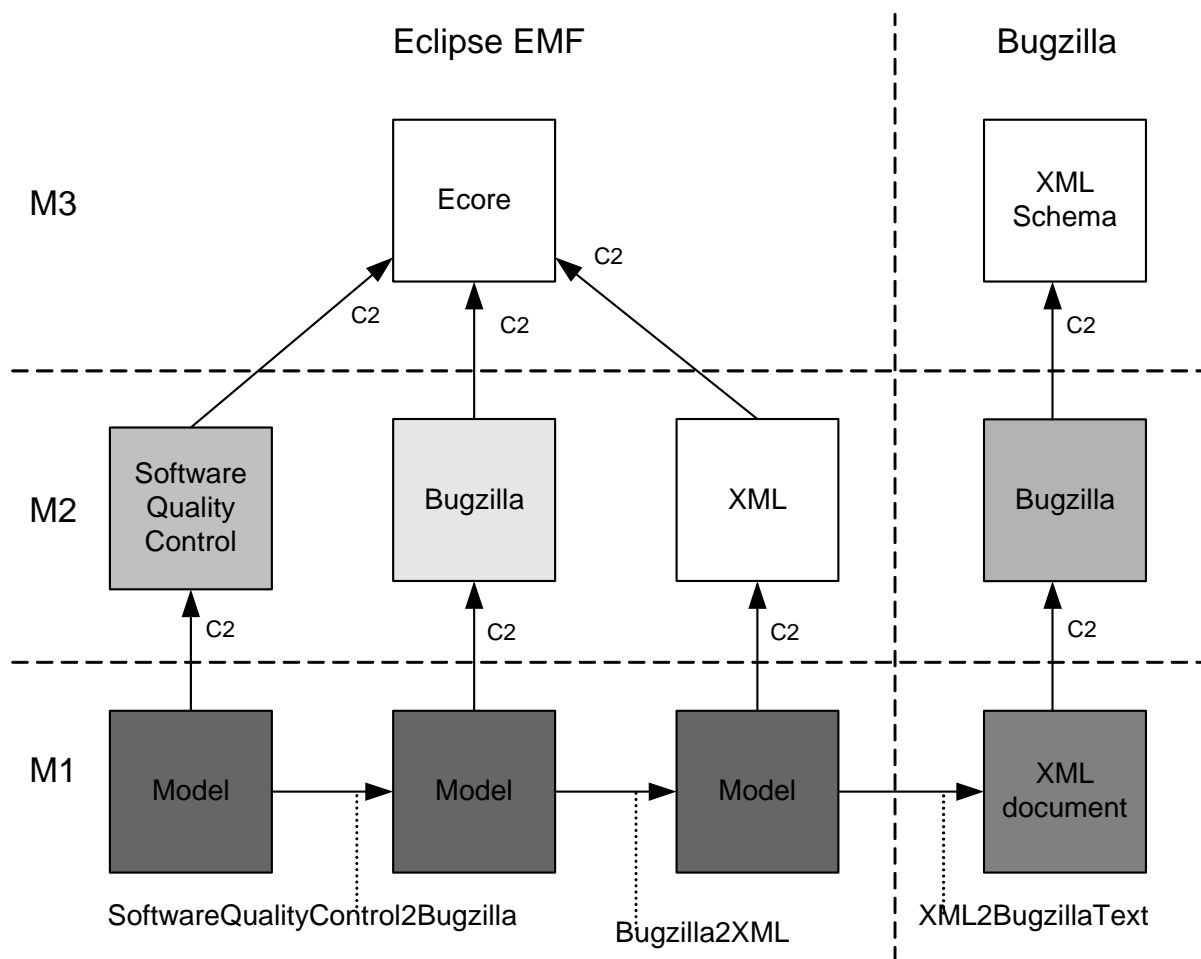 Eclipse EMF
Bugzilla
M3
Ecore
XML
Schema
C2
C2
C2
C2
M2
Software
Quality
Control
Bugzilla
XML
Bugzilla
C2
C2
C2
C2
M1
Model
Model
Model
XML
document
SoftwareQualityControl2Bugzilla
Bugzilla2XML
XML2BugzillaText